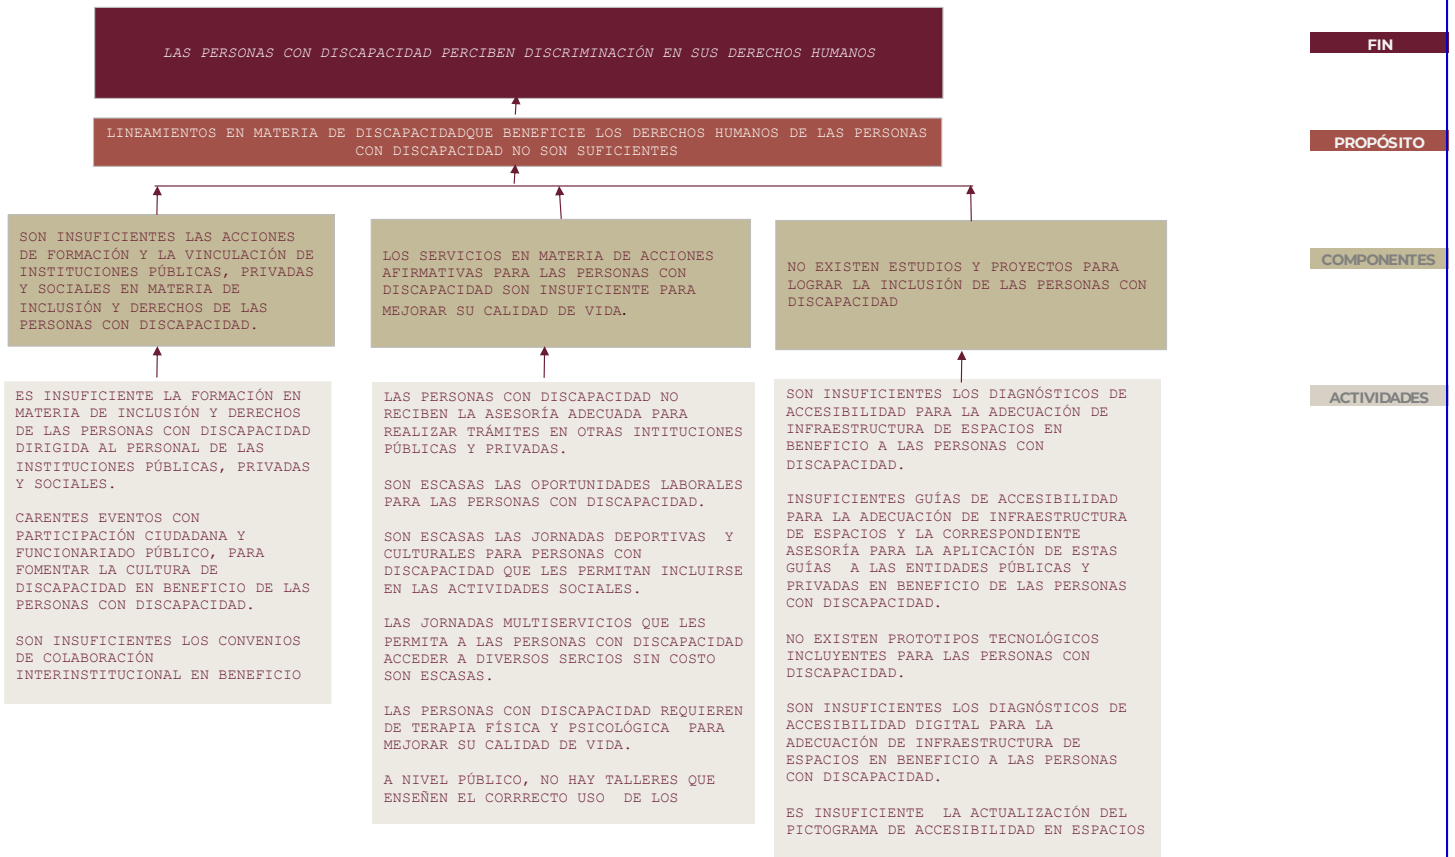 LAS PERSONAS CON DISCAPACIDAD PERCIBEN DISCRIMINACIÓN EN SUS DERECHOS HUMANOS
FIN
LINEAMIENTOS EN MATERIA DE DISCAPACIDADQUE BENEFICIE LOS DERECHOS HUMANOS DE LAS PERSONAS
CON DISCAPACIDAD NO SON SUFICIENTES
PROPÓSITO
SON INSUFICIENTES LAS ACCIONES
DE FORMACIÓN Y LA VINCULACIÓN DE
INSTITUCIONES PÚBLICAS, PRIVADAS
Y SOCIALES EN MATERIA DE
INCLUSIÓN Y DERECHOS DE LAS
PERSONAS CON DISCAPACIDAD.
LOS SERVICIOS EN MATERIA DE ACCIONES
AFIRMATIVAS PARA LAS PERSONAS CON
DISCAPACIDAD SON INSUFICIENTE PARA
MEJORAR SU CALIDAD DE VIDA.
NO EXISTEN ESTUDIOS Y PROYECTOS PARA
LOGRAR LA INCLUSIÓN DE LAS PERSONAS CON
DISCAPACIDAD
COMPONENTES
ES INSUFICIENTE LA FORMACIÓN EN
MATERIA DE INCLUSIÓN Y DERECHOS
DE LAS PERSONAS CON DISCAPACIDAD
DIRIGIDA AL PERSONAL DE LAS
INSTITUCIONES PÚBLICAS, PRIVADAS
Y SOCIALES.
CARENTES EVENTOS CON
PARTICIPACIÓN CIUDADANA Y
FUNCIONARIADO PÚBLICO, PARA
FOMENTAR LA CULTURA DE
DISCAPACIDAD EN BENEFICIO DE LAS
PERSONAS CON DISCAPACIDAD.
SON INSUFICIENTES LOS CONVENIOS
DE COLABORACIÓN
INTERINSTITUCIONAL EN BENEFICIO
LAS PERSONAS CON DISCAPACIDAD NO
RECIBEN LA ASESORÍA ADECUADA PARA
REALIZAR TRÁMITES EN OTRAS INTITUCIONES
PÚBLICAS Y PRIVADAS.
SON ESCASAS LAS OPORTUNIDADES LABORALES
PARA LAS PERSONAS CON DISCAPACIDAD.
SON ESCASAS LAS JORNADAS DEPORTIVAS Y
CULTURALES PARA PERSONAS CON
DISCAPACIDAD QUE LES PERMITAN INCLUIRSE
EN LAS ACTIVIDADES SOCIALES.
LAS JORNADAS MULTISERVICIOS QUE LES
PERMITA A LAS PERSONAS CON DISCAPACIDAD
ACCEDER A DIVERSOS SERCIOS SIN COSTO
SON ESCASAS.
LAS PERSONAS CON DISCAPACIDAD REQUIEREN
DE TERAPIA FÍSICA Y PSICOLÓGICA PARA
MEJORAR SU CALIDAD DE VIDA.
A NIVEL PÚBLICO, NO HAY TALLERES QUE
ENSEÑEN EL CORRRECTO USO DE LOS
SON INSUFICIENTES LOS DIAGNÓSTICOS DE
ACCESIBILIDAD PARA LA ADECUACIÓN DE
INFRAESTRUCTURA DE ESPACIOS EN
BENEFICIO A LAS PERSONAS CON
DISCAPACIDAD.
INSUFICIENTES GUÍAS DE ACCESIBILIDAD
PARA LA ADECUACIÓN DE INFRAESTRUCTURA
DE ESPACIOS Y LA CORRESPONDIENTE
ASESORÍA PARA LA APLICACIÓN DE ESTAS
GUÍAS A LAS ENTIDADES PÚBLICAS Y
PRIVADAS EN BENEFICIO DE LAS PERSONAS
CON DISCAPACIDAD.
NO EXISTEN PROTOTIPOS TECNOLÓGICOS
INCLUYENTES PARA LAS PERSONAS CON
DISCAPACIDAD.
SON INSUFICIENTES LOS DIAGNÓSTICOS DE
ACCESIBILIDAD DIGITAL PARA LA
ADECUACIÓN DE INFRAESTRUCTURA DE
ESPACIOS EN BENEFICIO A LAS PERSONAS
CON DISCAPACIDAD.
ES INSUFICIENTE LA ACTUALIZACIÓN DEL
PICTOGRAMA DE ACCESIBILIDAD EN ESPACIOS
ACTIVIDADES